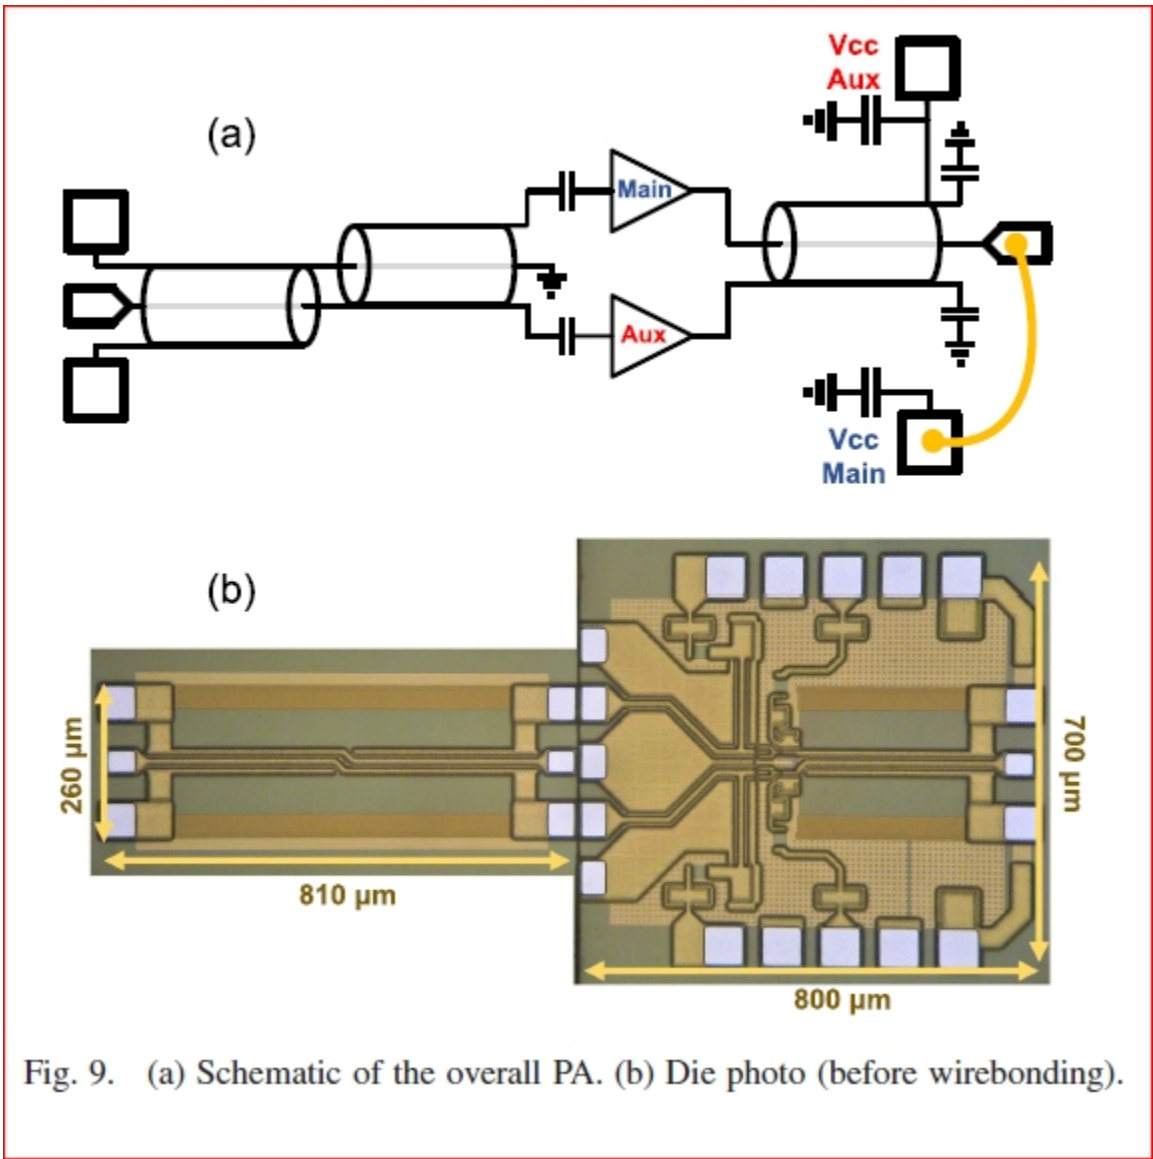 Vcc
Aux
(a)
Main
Aux
Vcc
Main
(b)
260 µm
810 µm
700 µm
800 µm
Fig. 9. (a) Schematic of the overall PA. (b) Die photo (before wirebonding).